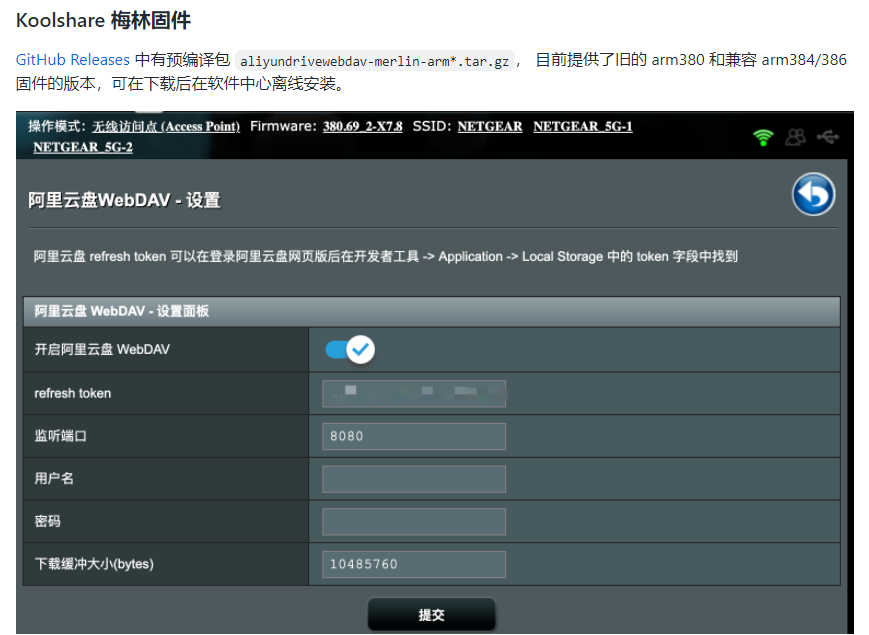 Koolshare 梅林固件
GitHub Releases 中有预编译包 aliyundrivewebdav-merlin-arm*.tar.gz， 目前提供了旧的 arm380 和兼容 arm384/386
固件的版本，可在下载后在软件中心离线安装。
操作模式: 无线访问点 (Access Point) Firmware: 380.69_2-X7.8 SSID: NETGEAR NETGEAR_5G-1
NETGEAR_5G-2
阿里云盘WebDAV - 设置
阿里云盘 refresh token 可以在登录阿里云盘网页版后在开发者工具 -> Application -> Local Storage 中的 token 字段中找到
阿里云盘 WebDAV - 设置面板
开启阿里云盘 WebDAV
refresh token
监听端口 8080
用户名
密码
下载缓冲大小(bytes) 10485760
提交